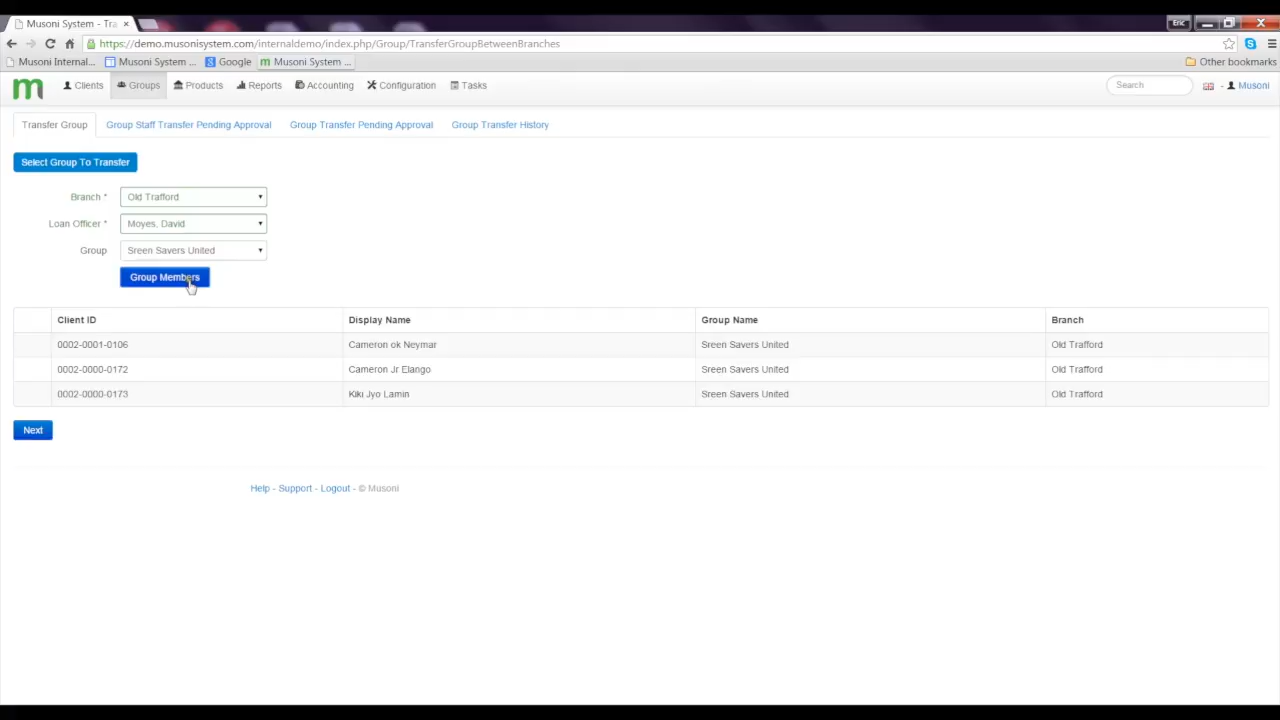 Musoni System - Tra
Eric
https://demo.musonisystem.com/internaldemo/index.php/Group/TransferGroupBetweenBranches
Musoni Internal... Musoni System ... Google Musoni System ... Other bookmarks
m Clients Groups Products Reports Accounting Configuration Tasks Search - Musoni
Transfer Group Group Staff Transfer Pending Approval Group Transfer Pending Approval Group Transfer History
Select Group To Transfer
Branch * Old Trafford
Loan Officer * Moyes, David
Group Sreen Savers United
Group Members
Client ID Display Name Group Name Branch
0002-0001-0106 Cameron ok Neymar Sreen Savers United Old Trafford
0002-0000-0172 Cameron Jr Elango Sreen Savers United Old Trafford
0002-0000-0173 Kiki Jyo Lamin Sreen Savers United Old Trafford
Next
Help - Support - Logout - © Musoni